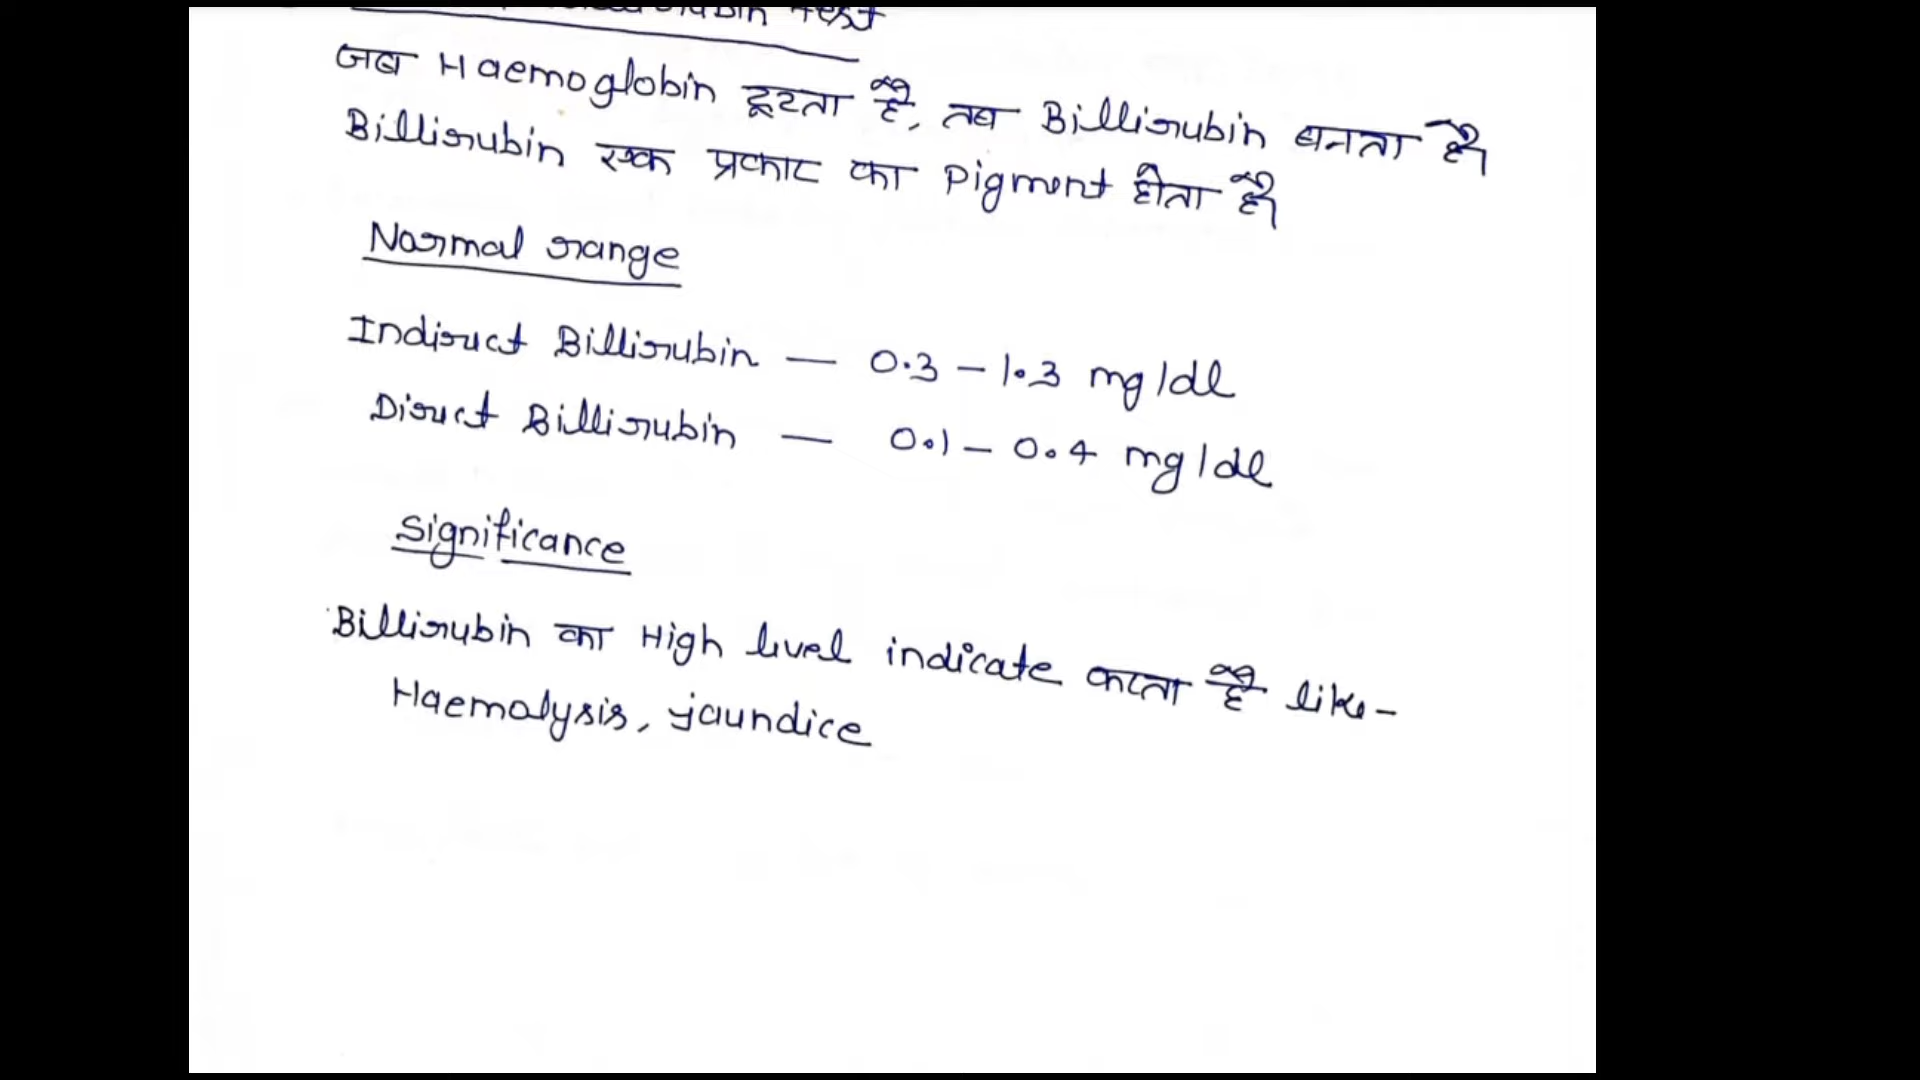 Test
जब Haemoglobin टूटता है, तब Billirubin बनता है।
Billirubin एक प्रकार का Pigment होता है।
Normal range
Indirect Billirubin — 0.3 – 1.3 mg/dl
Direct Billirubin — 0.1 – 0.4 mg/dl
Significance
Billirubin का High level indicate करता है like-
Haemolysis, jaundice